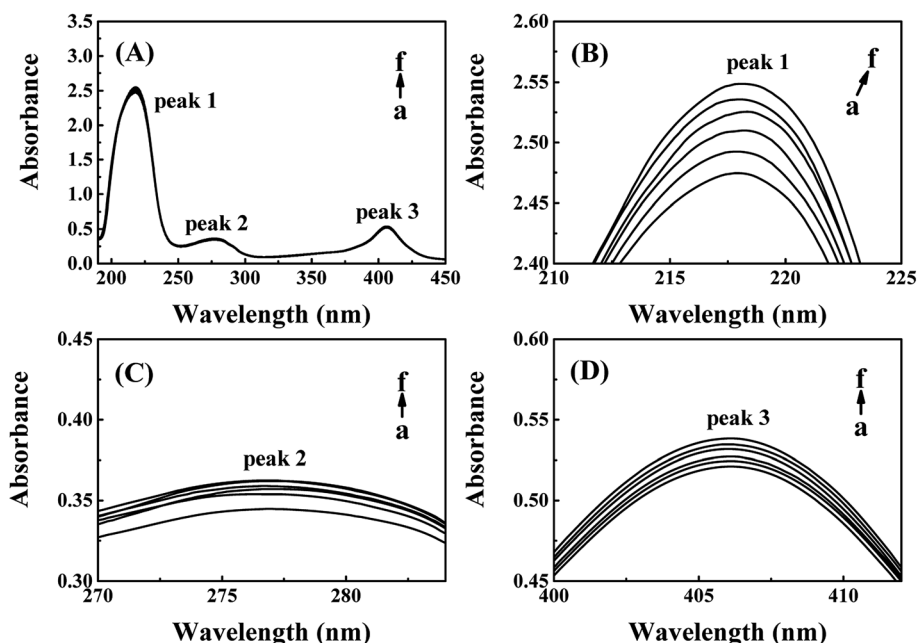 (A)
Absorbance
3.5
3.0
2.5
2.0
1.5
1.0
0.5
0.0
peak 1
peak 2
peak 3
f
a
200
250
300
350
400
450
Wavelength (nm)
(B)
Absorbance
2.60
2.55
2.50
2.45
2.40
peak 1
f
a
210
215
220
225
Wavelength (nm)
(C)
Absorbance
0.45
0.40
0.35
0.30
peak 2
f
a
270
275
280
Wavelength (nm)
(D)
Absorbance
0.60
0.55
0.50
0.45
peak 3
f
a
400
405
410
Wavelength (nm)